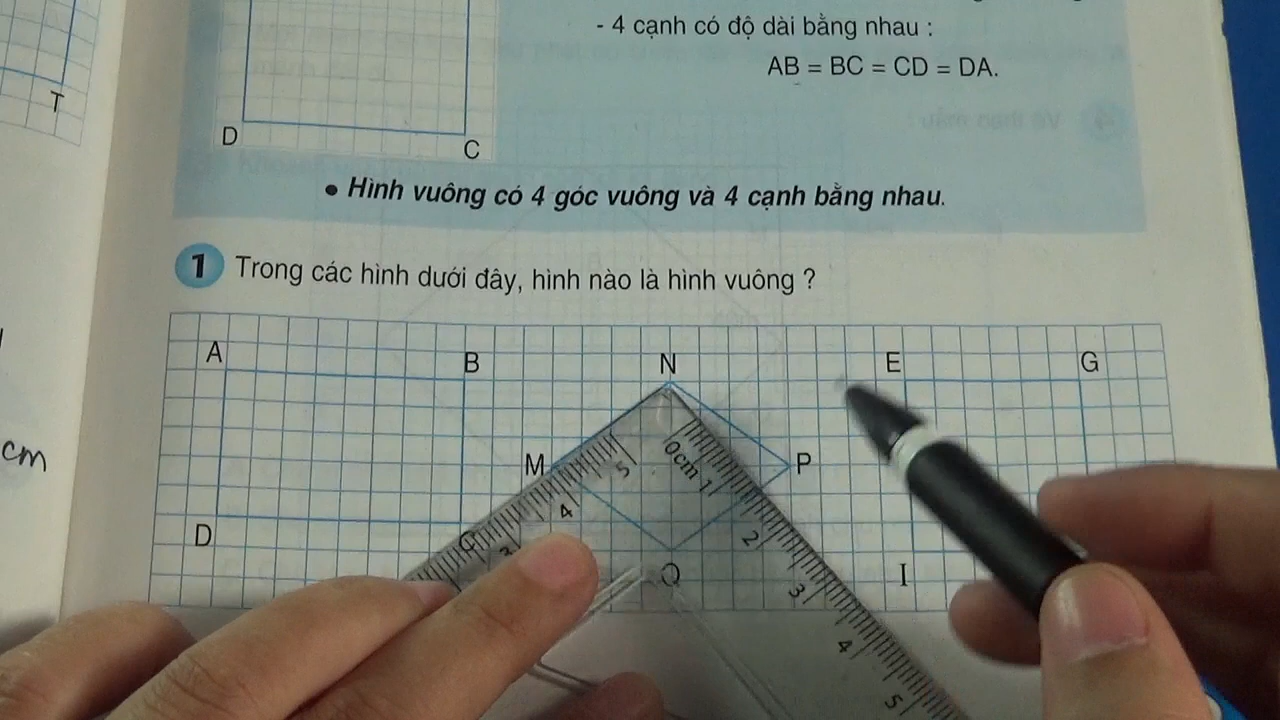 - 4 cạnh có độ dài bằng nhau :
AB = BC = CD = DA.
T
D
C
• Hình vuông có 4 góc vuông và 4 cạnh bằng nhau.
1 Trong các hình dưới đây, hình nào là hình vuông ?
A B N E G
cm
M P
D C Q I
5 4 3
0cm 1 2 3 4 5